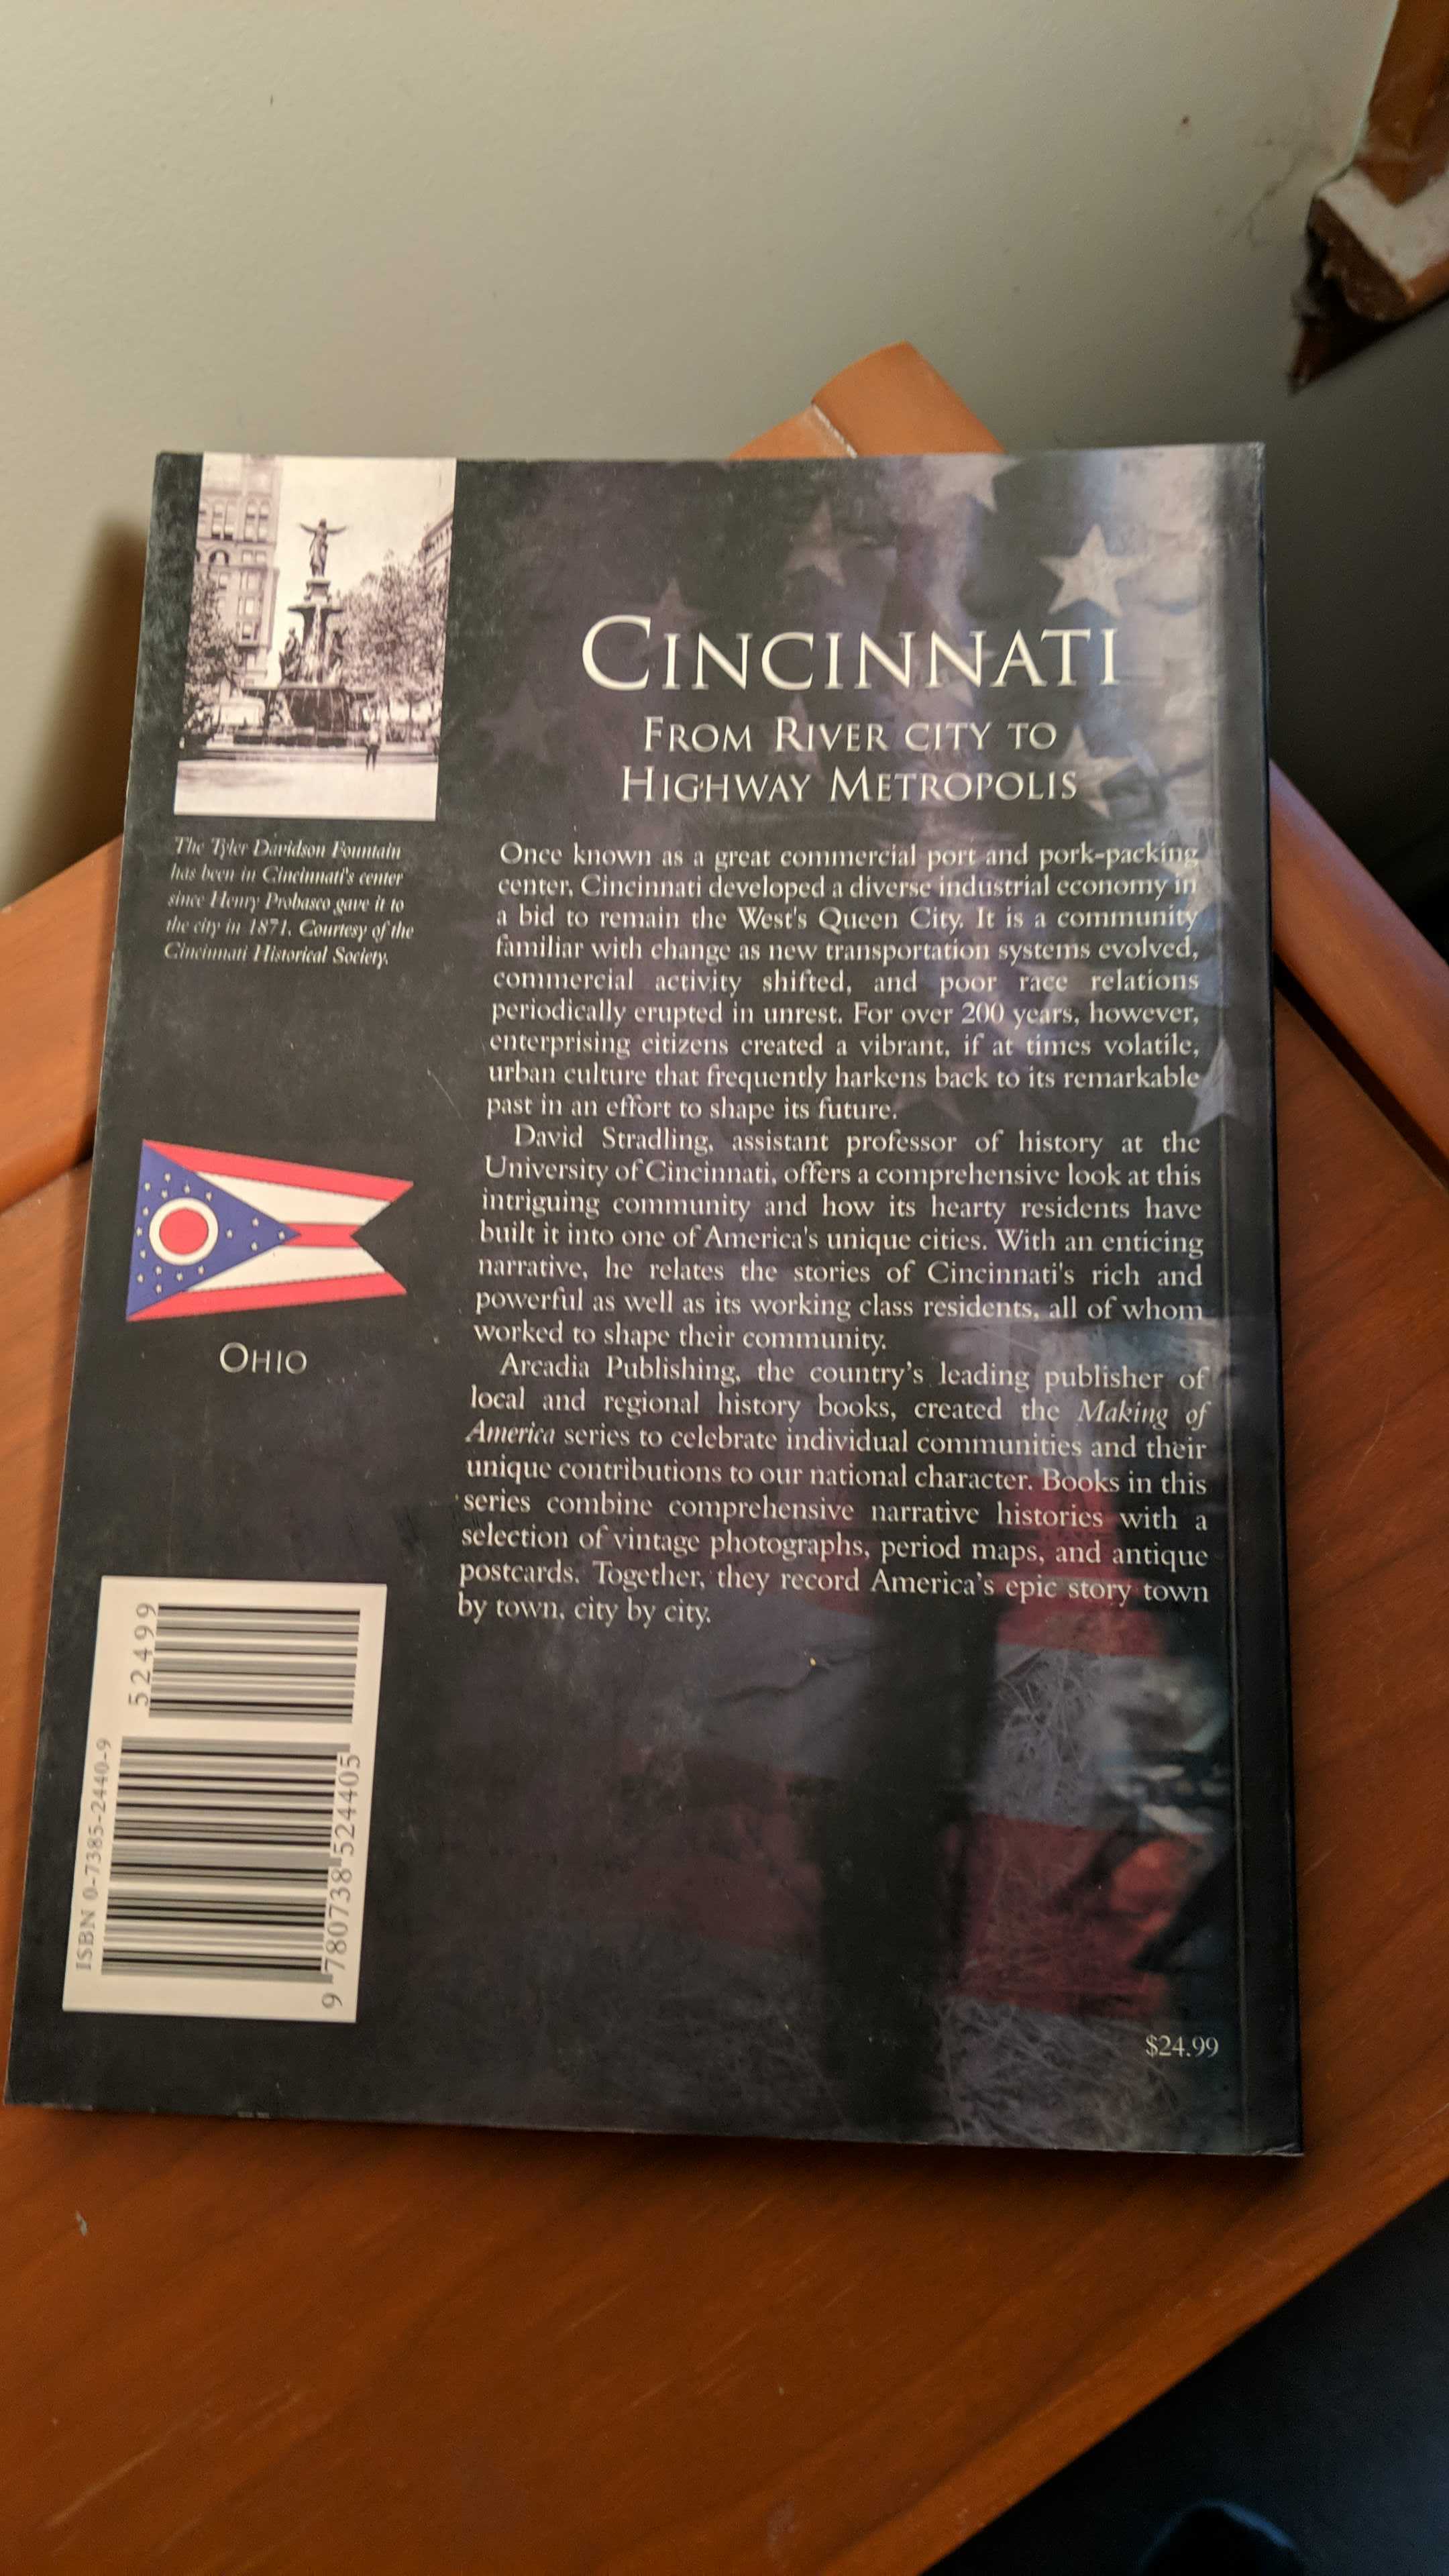 CINCINNATI
FROM RIVER CITY TO
HIGHWAY METROPOLIS
The Tyler Davidson Fountain
has been in Cincinnati's center
since Henry Probasco gave it to
the city in 1871. Courtesy of the
Cincinnati Historical Society.
Once known as a great commercial port and pork-packing
center, Cincinnati developed a diverse industrial economy in
a bid to remain the West's Queen City. It is a community
familiar with change as new transportation systems evolved,
commercial activity shifted, and poor race relations
periodically erupted in unrest. For over 200 years, however,
enterprising citizens created a vibrant, if at times volatile,
urban culture that frequently harkens back to its remarkable
past in an effort to shape its future.
David Stradling, assistant professor of history at the
University of Cincinnati, offers a comprehensive look at this
intriguing community and how its hearty residents have
built it into one of America's unique cities. With an enticing
narrative, he relates the stories of Cincinnati's rich and
powerful as well as its working class residents, all of whom
worked to shape their community.
Arcadia Publishing, the country's leading publisher of
local and regional history books, created the Making of
America series to celebrate individual communities and their
unique contributions to our national character. Books in this
series combine comprehensive narrative histories with a
selection of vintage photographs, period maps, and antique
postcards. Together, they record America's epic story town
by town, city by city.
OHIO
52499
ISBN 0-7385-2440-9
9 780738 524405
$24.99